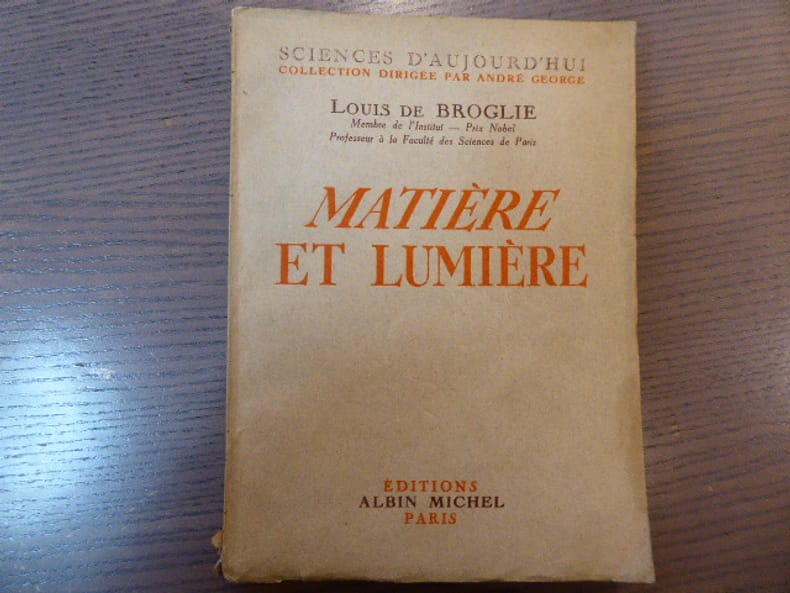 SCIENCES D'AUJOURD'HUI
COLLECTION DIRIGÉE PAR ANDRÉ GEORGE
LOUIS DE BROGLIE
Membre de l'Institut — Prix Nobel
Professeur à la Faculté des Sciences de Paris
MATIÈRE
ET LUMIÈRE
ÉDITIONS
ALBIN MICHEL
PARIS